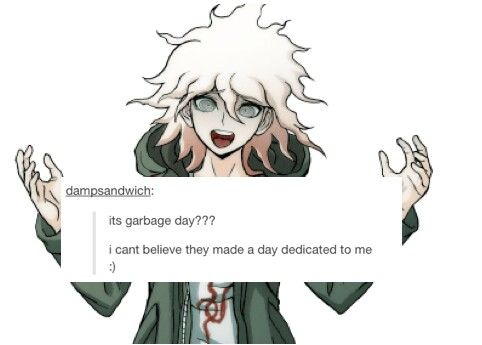 dampsandwich:
its garbage day???
i cant believe they made a day dedicated to me
:)